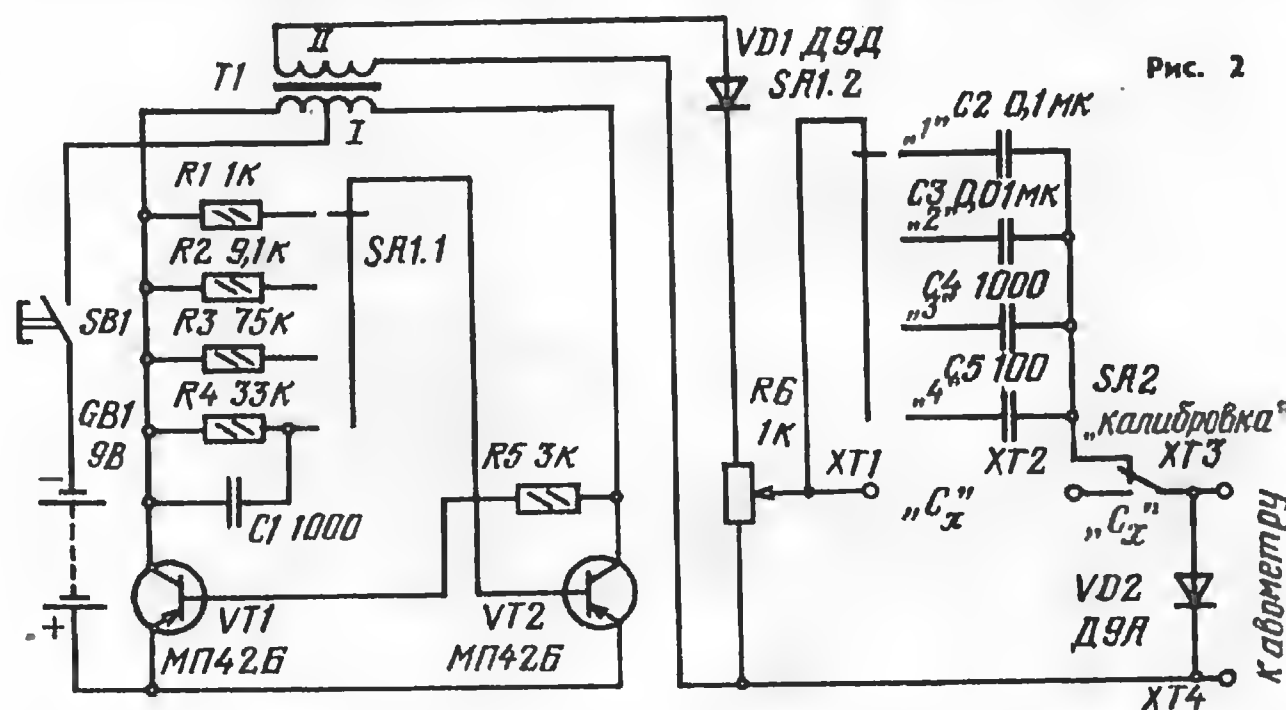 Рис. 2
II
T1
I
VD1 Д9Д
SA1.2
R1 1К
R2 9,1К
R3 75К
R4 33К
C1 1000
SA1.1
SB1
GB1
9В
−
+
VT1
МП42Б
R5 3К
VT2
МП42Б
R6
1К
XT1
„Cx"
„1" C2 0,1мк
„2" C3 0,01мк
„3" C4 1000
„4" C5 100
SA2
„калибровка"
XT2
„Cx"
XT3
VD2
Д9А
XT4
К авометру